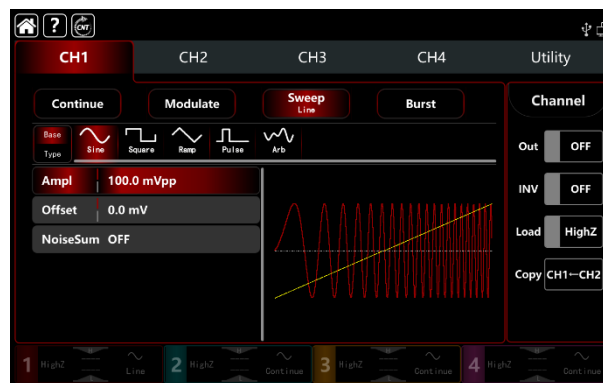 ? CNT
CH1 CH2 CH3 CH4 Utility
Continue Modulate Sweep Burst Channel
Line
Base
Type Sine Square Ramp Pulse Arb
Out OFF
Ampl 100.0 mVpp
INV OFF
Offset 0.0 mV
Load HighZ
NoiseSum OFF
Copy CH1←CH2
1 HighZ Line 2 HighZ Continue 3 HighZ Continue 4 HighZ Continue